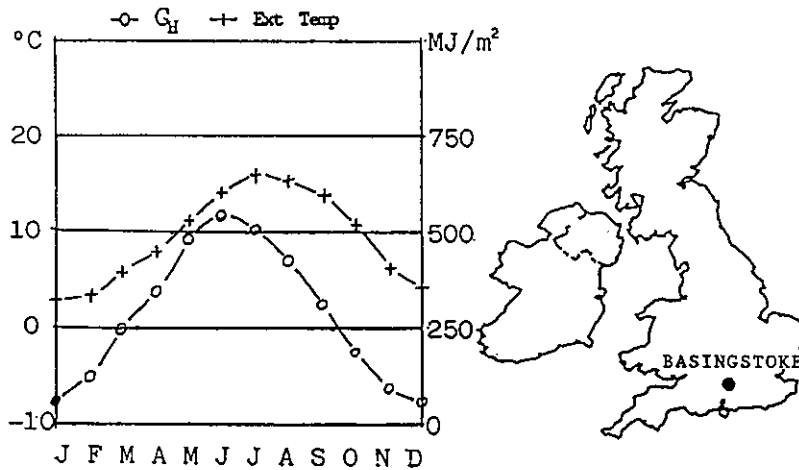 G_H Ext Temp
°C MJ/m²
20 750
10 500
0 250
-10 0
J F M A M J J A S O N D
BASINGSTOKE